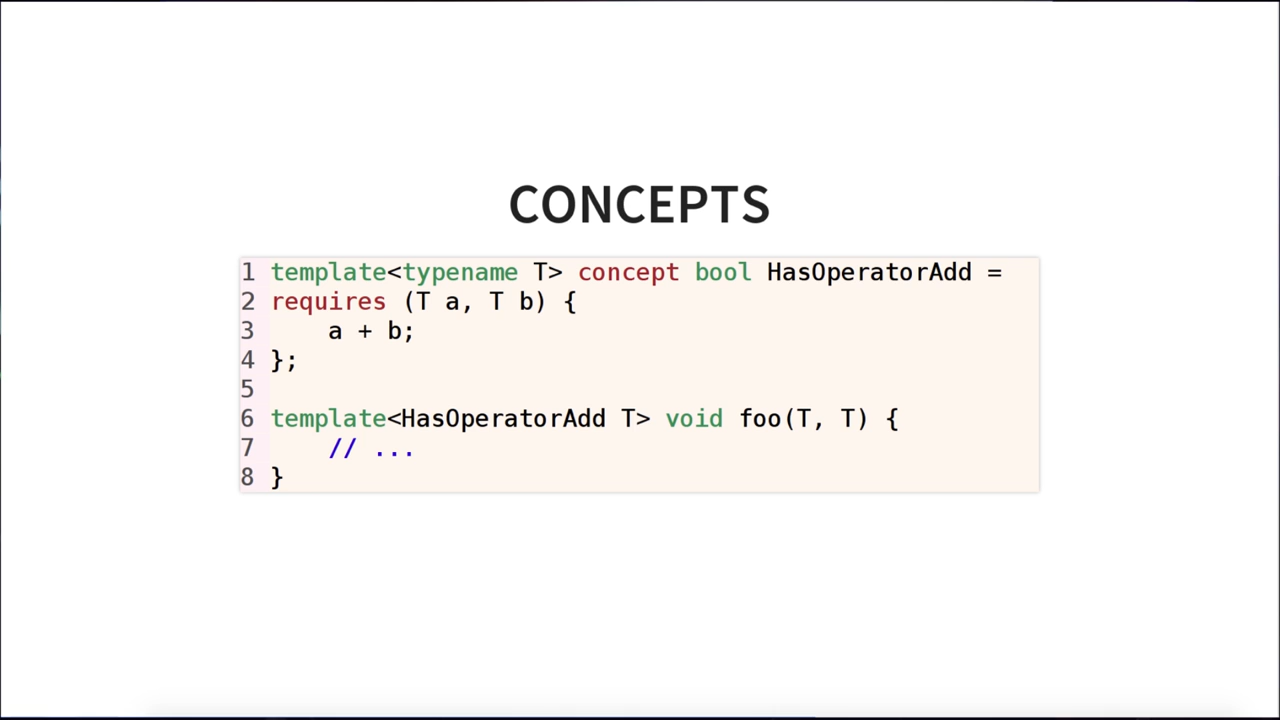 CONCEPTS
1 template<typename T> concept bool HasOperatorAdd =
2 requires (T a, T b) {
3     a + b;
4 };
5
6 template<HasOperatorAdd T> void foo(T, T) {
7     // ...
8 }